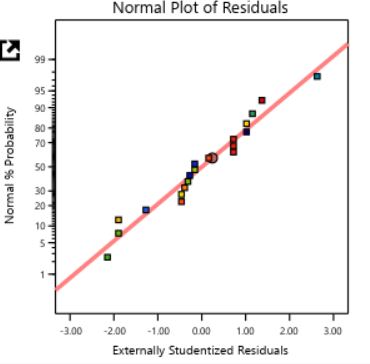 Normal Plot of Residuals
Normal % Probability
99
95
90
80
70
50
30
20
10
5
1
-3.00 -2.00 -1.00 0.00 1.00 2.00 3.00
Externally Studentized Residuals